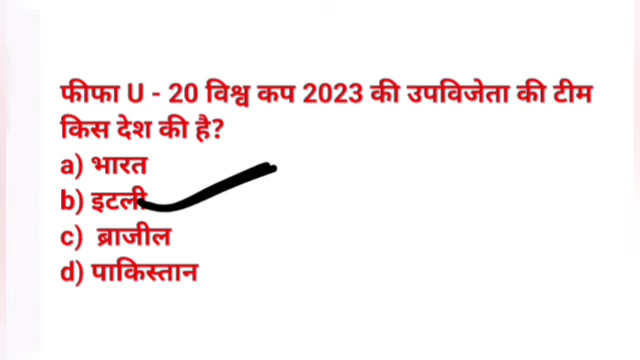 फीफा U - 20 विश्व कप 2023 की उपविजेता की टीम
किस देश की है?
a) भारत
b) इटली
c) ब्राजील
d) पाकिस्तान